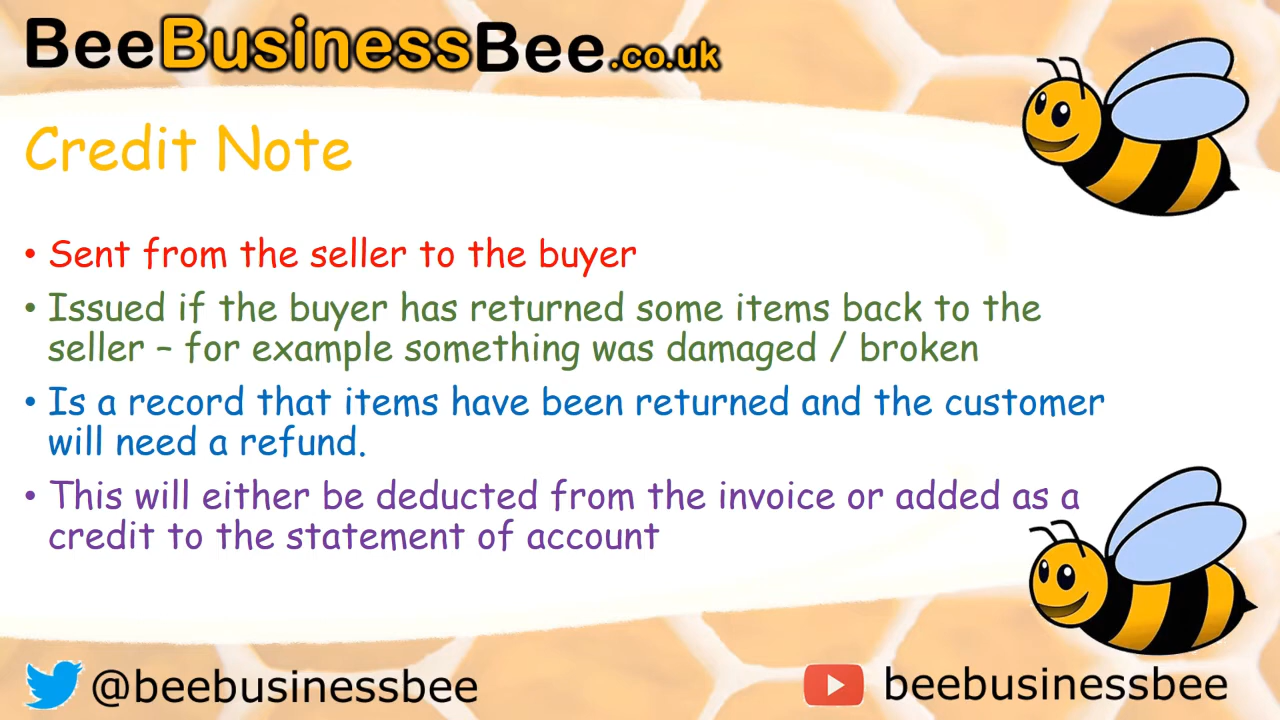 BeeBusinessBee.co.uk
Credit Note
• Sent from the seller to the buyer
• Issued if the buyer has returned some items back to the
seller – for example something was damaged / broken
• Is a record that items have been returned and the customer
will need a refund.
• This will either be deducted from the invoice or added as a
credit to the statement of account
@beebusinessbee
beebusinessbee